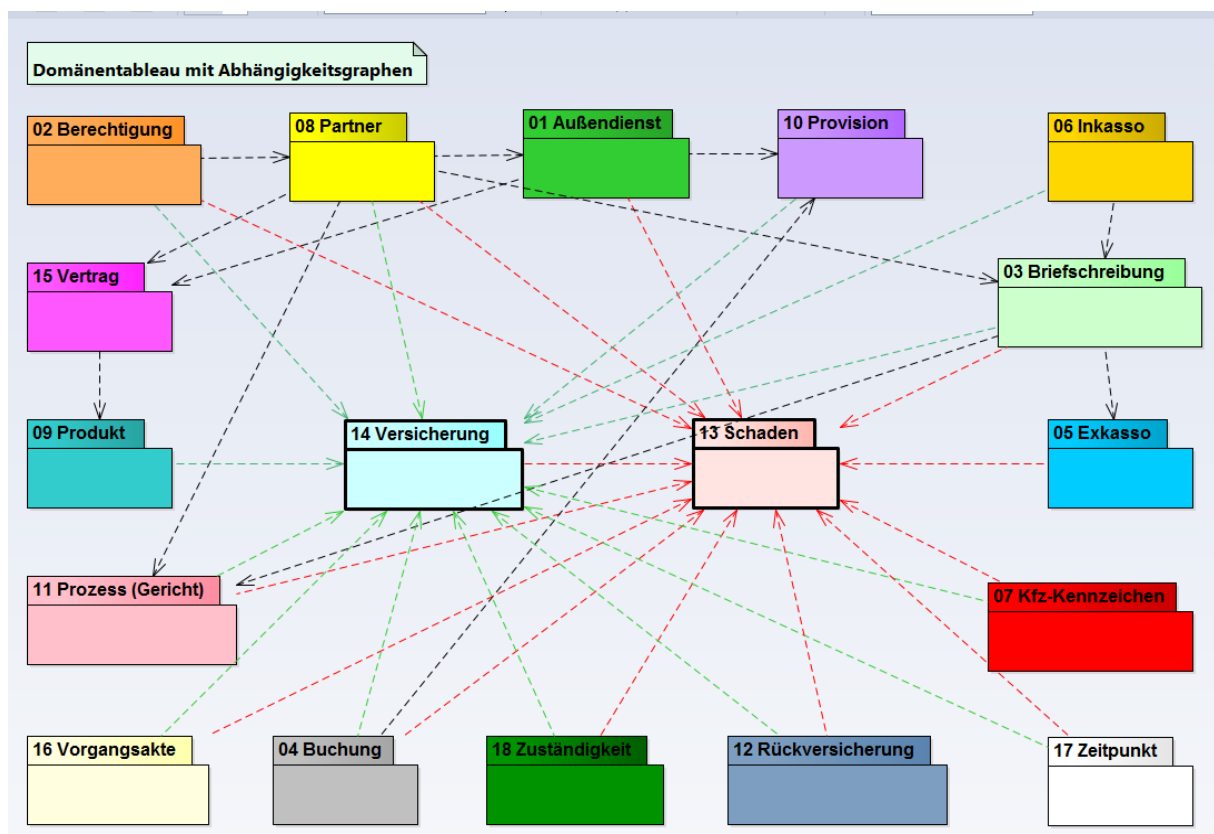 Domänentableau mit Abhängigkeitsgraphen
02 Berechtigung
08 Partner
01 Außendienst
10 Provision
06 Inkasso
15 Vertrag
03 Briefschreibung
09 Produkt
14 Versicherung
13 Schaden
05 Exkasso
11 Prozess (Gericht)
07 Kfz-Kennzeichen
16 Vorgangsakte
04 Buchung
18 Zuständigkeit
12 Rückversicherung
17 Zeitpunkt